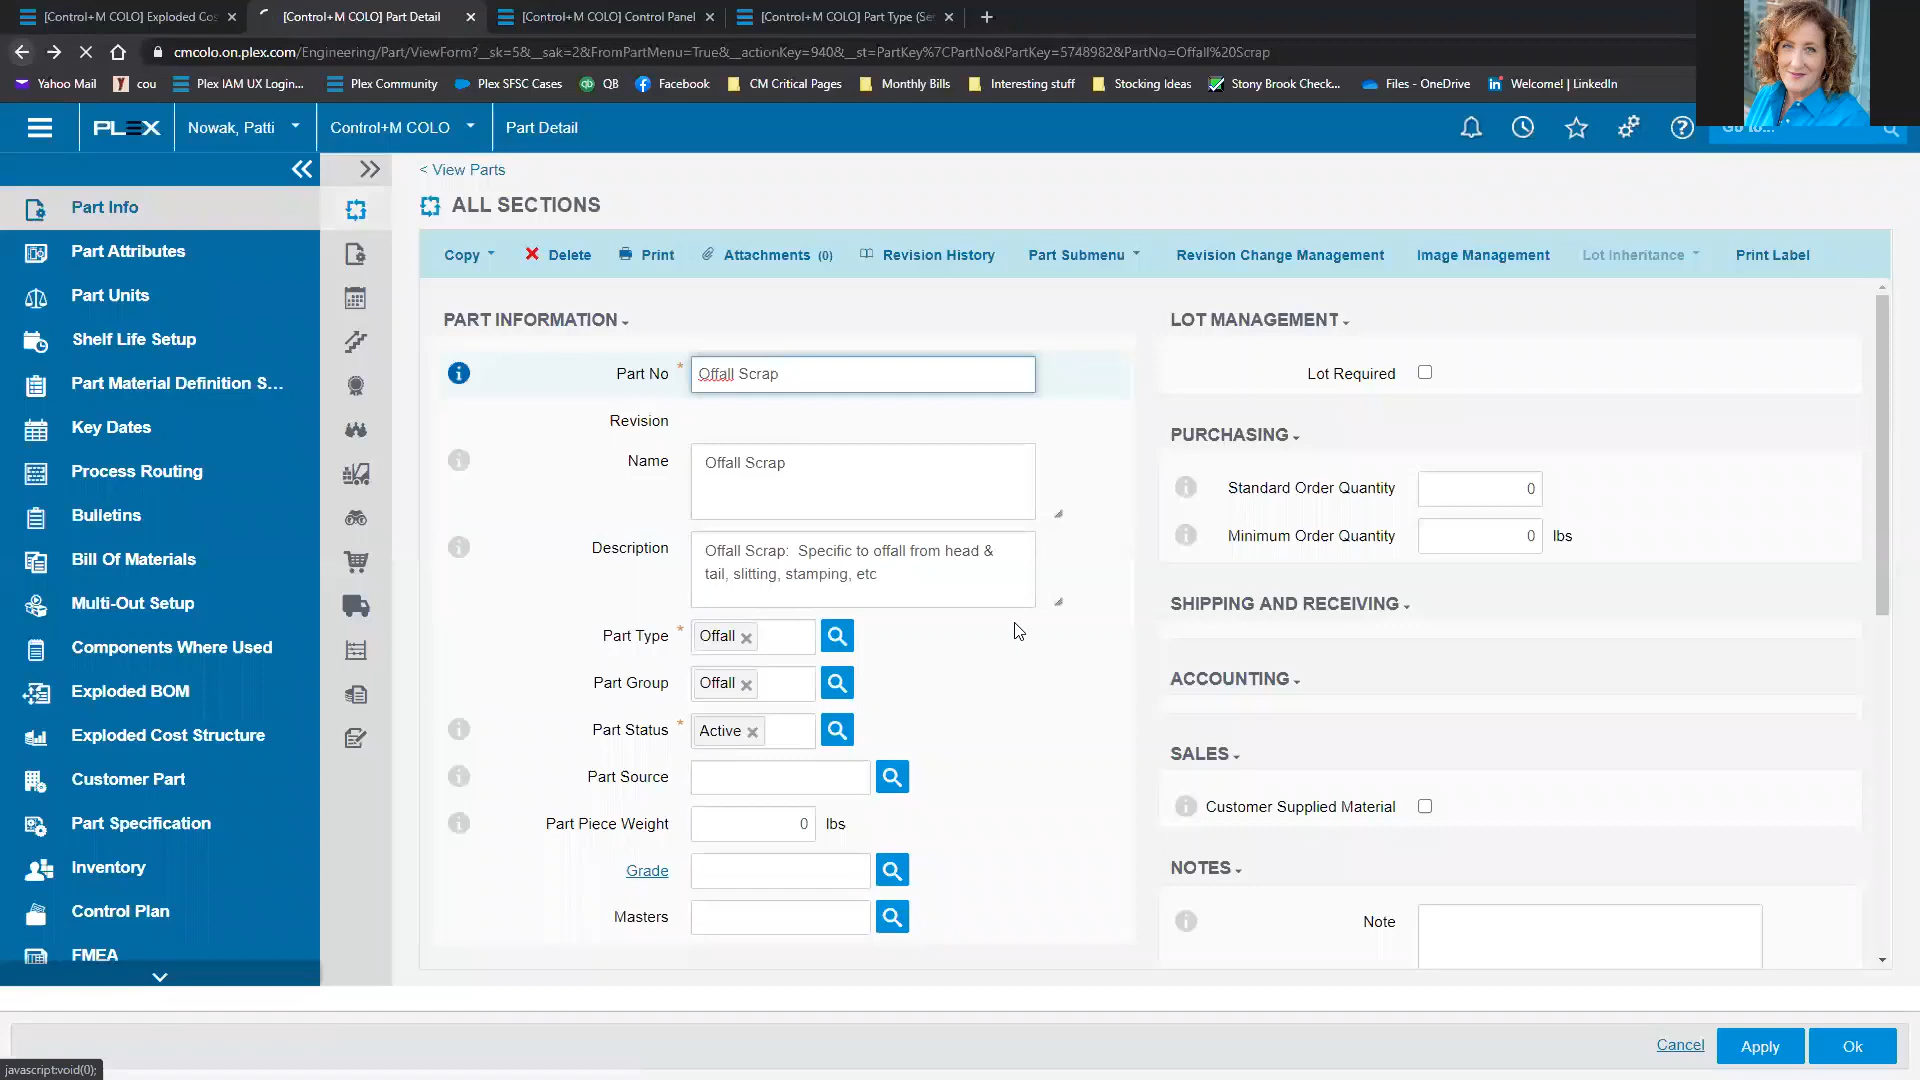 [Control+M COLO] Exploded Cos
[Control+M COLO] Part Detail
[Control+M COLO] Control Panel
[Control+M COLO] Part Type (Se
cmcolo.on.plex.com/Engineering/Part/ViewForm?__sk=5&__sak=2&FromPartMenu=True&__actionKey=940&__st=PartKey%7CPartNo&PartKey=5748982&PartNo=Offall%20Scrap
Yahoo Mail
cou
Plex IAM UX Login...
Plex Community
Plex SFSC Cases
QB
Facebook
CM Critical Pages
Monthly Bills
Interesting stuff
Stocking Ideas
Stony Brook Check...
Files - OneDrive
Welcome! | LinkedIn
PLEX
Nowak, Patti
Control+M COLO
Part Detail
Go to...
Part Info
Part Attributes
Part Units
Shelf Life Setup
Part Material Definition S...
Key Dates
Process Routing
Bulletins
Bill Of Materials
Multi-Out Setup
Components Where Used
Exploded BOM
Exploded Cost Structure
Customer Part
Part Specification
Inventory
Control Plan
FMEA
< View Parts
ALL SECTIONS
Copy
Delete
Print
Attachments (0)
Revision History
Part Submenu
Revision Change Management
Image Management
Lot Inheritance
Print Label
PART INFORMATION
Part No * Offall Scrap
Revision
Name Offall Scrap
Description Offall Scrap: Specific to offall from head &
tail, slitting, stamping, etc
Part Type * Offall
Part Group Offall
Part Status * Active
Part Source
Part Piece Weight 0 lbs
Grade
Masters
LOT MANAGEMENT
Lot Required
PURCHASING
Standard Order Quantity 0
Minimum Order Quantity 0 lbs
SHIPPING AND RECEIVING
ACCOUNTING
SALES
Customer Supplied Material
NOTES
Note
Cancel
Apply
Ok
javascript:void(0);